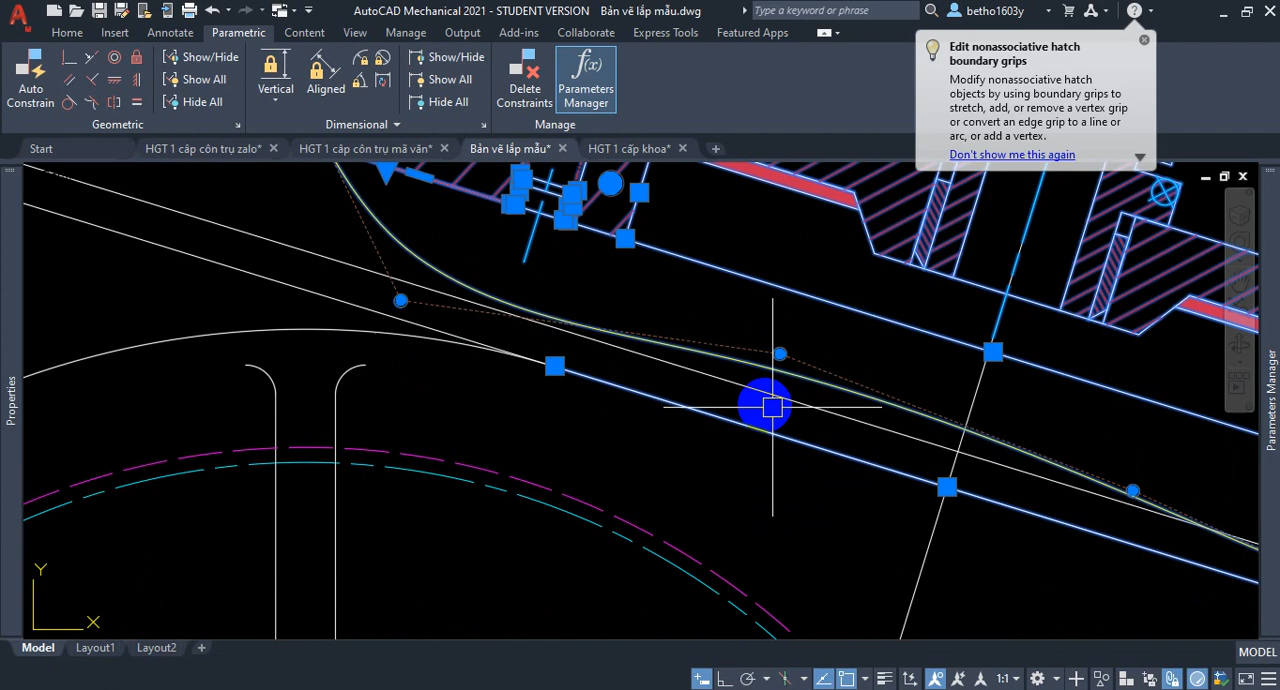 AutoCAD Mechanical 2021 - STUDENT VERSION Bản vẽ lắp mẫu.dwg Type a keyword or phrase betho1603y
Home Insert Annotate Parametric Content View Manage Output Add-ins Collaborate Express Tools Featured Apps
Auto
Constrain
Show/Hide
Show All
Hide All
Geometric
Vertical
Aligned
Show/Hide
Show All
Hide All
Dimensional
Delete
Constraints
f(x)
Parameters
Manager
Manage
Edit nonassociative hatch
boundary grips
Modify nonassociative hatch
objects by using boundary grips to
stretch, add, or remove a vertex grip
or convert an edge grip to a line or
arc, or add a vertex.
Don't show me this again
Start HGT 1 câp côn trụ zalo* HGT 1 câp côn trụ mã văn* Bản vẽ lắp mẫu* HGT 1 cấp khoa*
Properties
Parameters Manager
Y
X
Model Layout1 Layout2 + MODEL
1:1